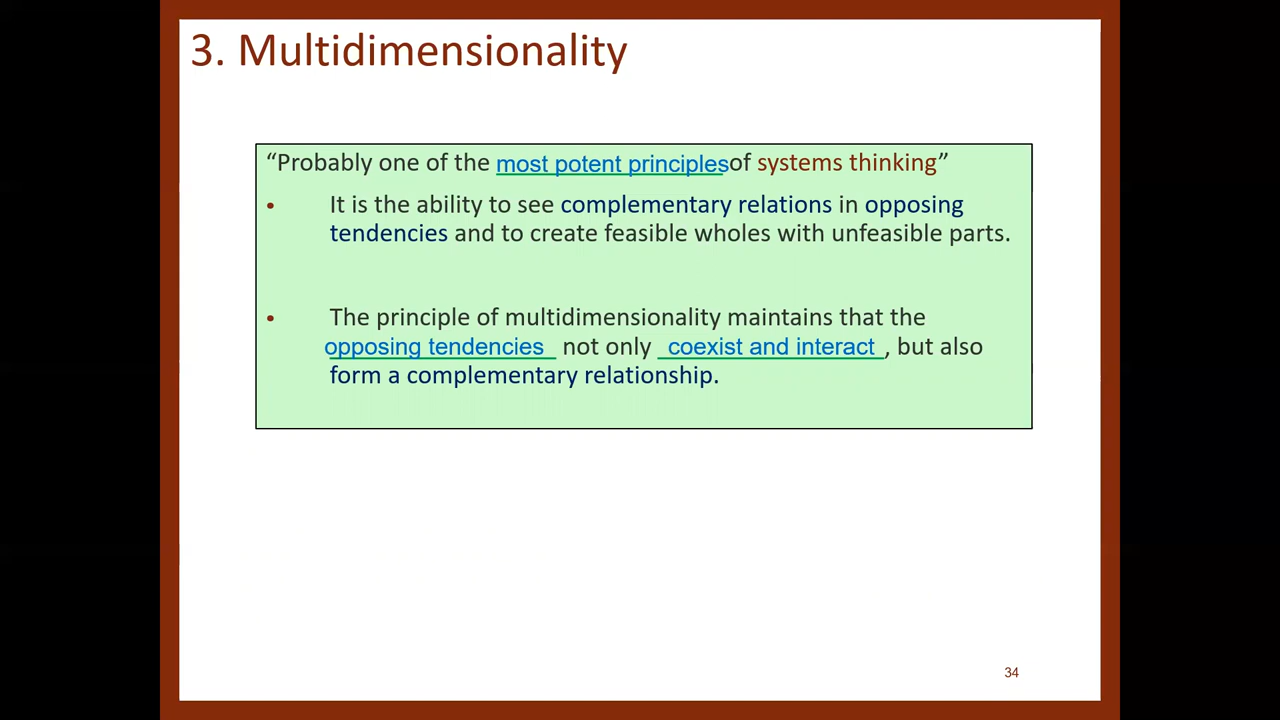 3. Multidimensionality
“Probably one of the most potent principles of systems thinking”
• It is the ability to see complementary relations in opposing
tendencies and to create feasible wholes with unfeasible parts.
• The principle of multidimensionality maintains that the
opposing tendencies not only coexist and interact, but also
form a complementary relationship.
34